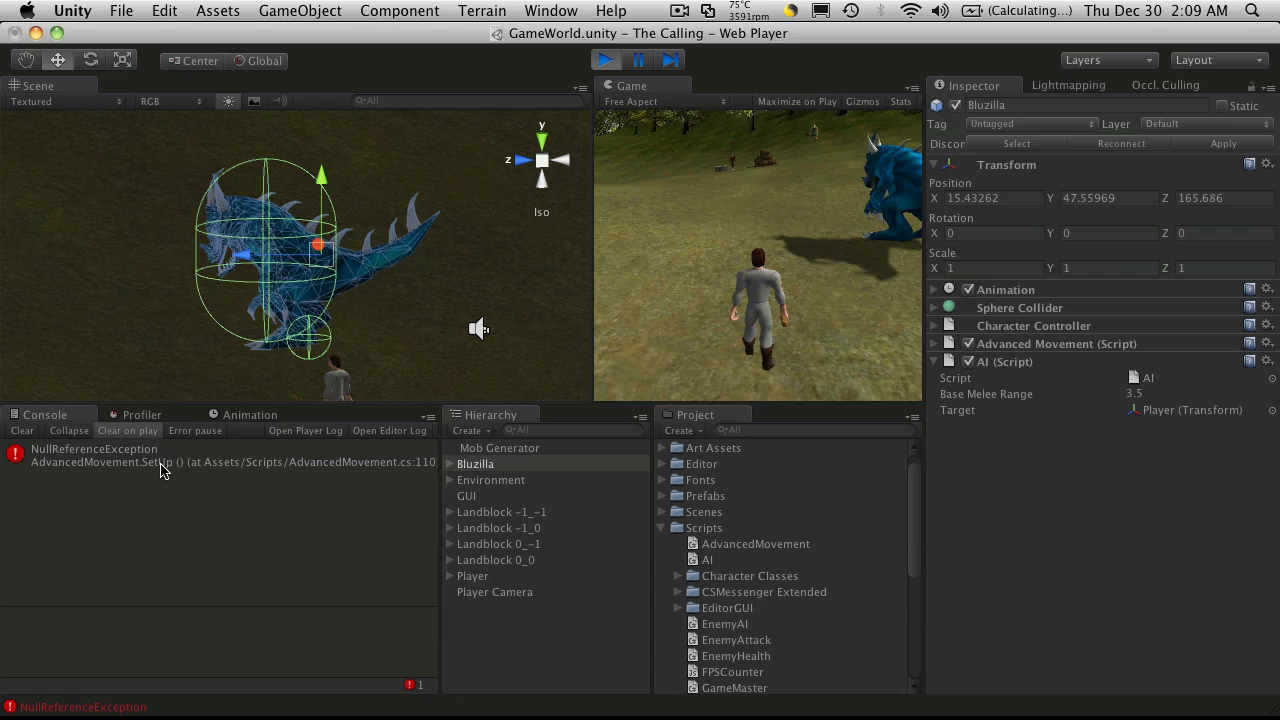 Unity File Edit Assets GameObject Component Terrain Window Help 75°C 3591rpm (Calculating... Thu Dec 30 2:09 AM
GameWorld.unity - The Calling - Web Player
Center Global Layers Layout
Scene
Textured RGB All
y
z
Iso
Game
Free Aspect Maximize on Play Gizmos Stats
Inspector Lightmapping Occl. Culling
Bluzilla Static
Tag Untagged Layer Default
Discon Select Reconnect Apply
Transform
Position
X 15.43262 Y 47.55969 Z 165.686
Rotation
X 0 Y 0 Z 0
Scale
X 1 Y 1 Z 1
Animation
Sphere Collider
Character Controller
Advanced Movement (Script)
AI (Script)
Script AI
Base Melee Range 3.5
Target Player (Transform)
Console Profiler Animation
Clear Collapse Clear on play Error pause Open Player Log Open Editor Log
NullReferenceException
AdvancedMovement.SetUp () (at Assets/Scripts/AdvancedMovement.cs:110)
1
Hierarchy
Create All
Mob Generator
Bluzilla
Environment
GUI
Landblock -1_-1
Landblock -1_0
Landblock 0_-1
Landblock 0_0
Player
Player Camera
Project
Create All
Art Assets
Editor
Fonts
Prefabs
Scenes
Scripts
AdvancedMovement
AI
Character Classes
CSMessenger Extended
EditorGUI
EnemyAI
EnemyAttack
EnemyHealth
FPSCounter
GameMaster
NullReferenceException